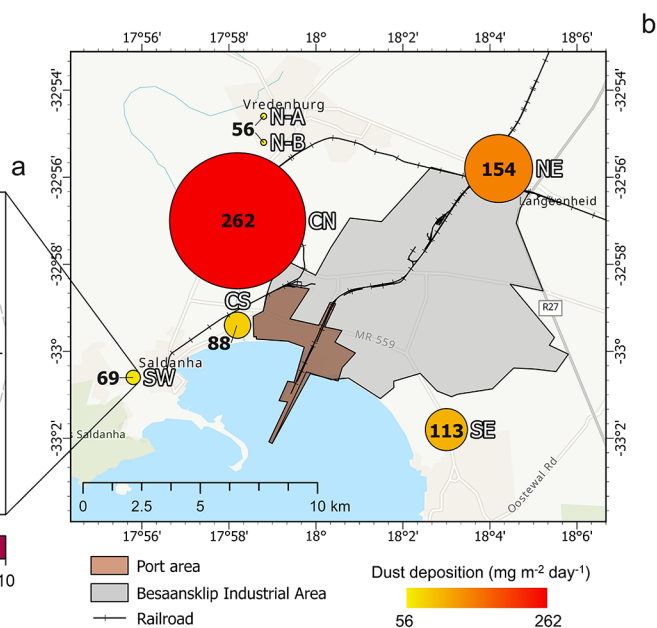 b
a
17°56' 17°58' 18° 18°2' 18°4' 18°6'
-32°54'
-32°56'
-32°58'
-33°
-33°2'
-32°54'
-32°56'
-32°58'
-33°
-33°2'
Vredenburg
56
N-A
N-B
154 NE
Langeenheid
262 CN
CS
88
R27
MR 559
Saldanha
69 SW
113 SE
s Saldanha
Oostewal Rd
0 2.5 5 10 km
17°56' 17°58' 18° 18°2' 18°4' 18°6'
10
Port area
Besaansklip Industrial Area
Railroad
Dust deposition (mg m⁻² day⁻¹)
56 262